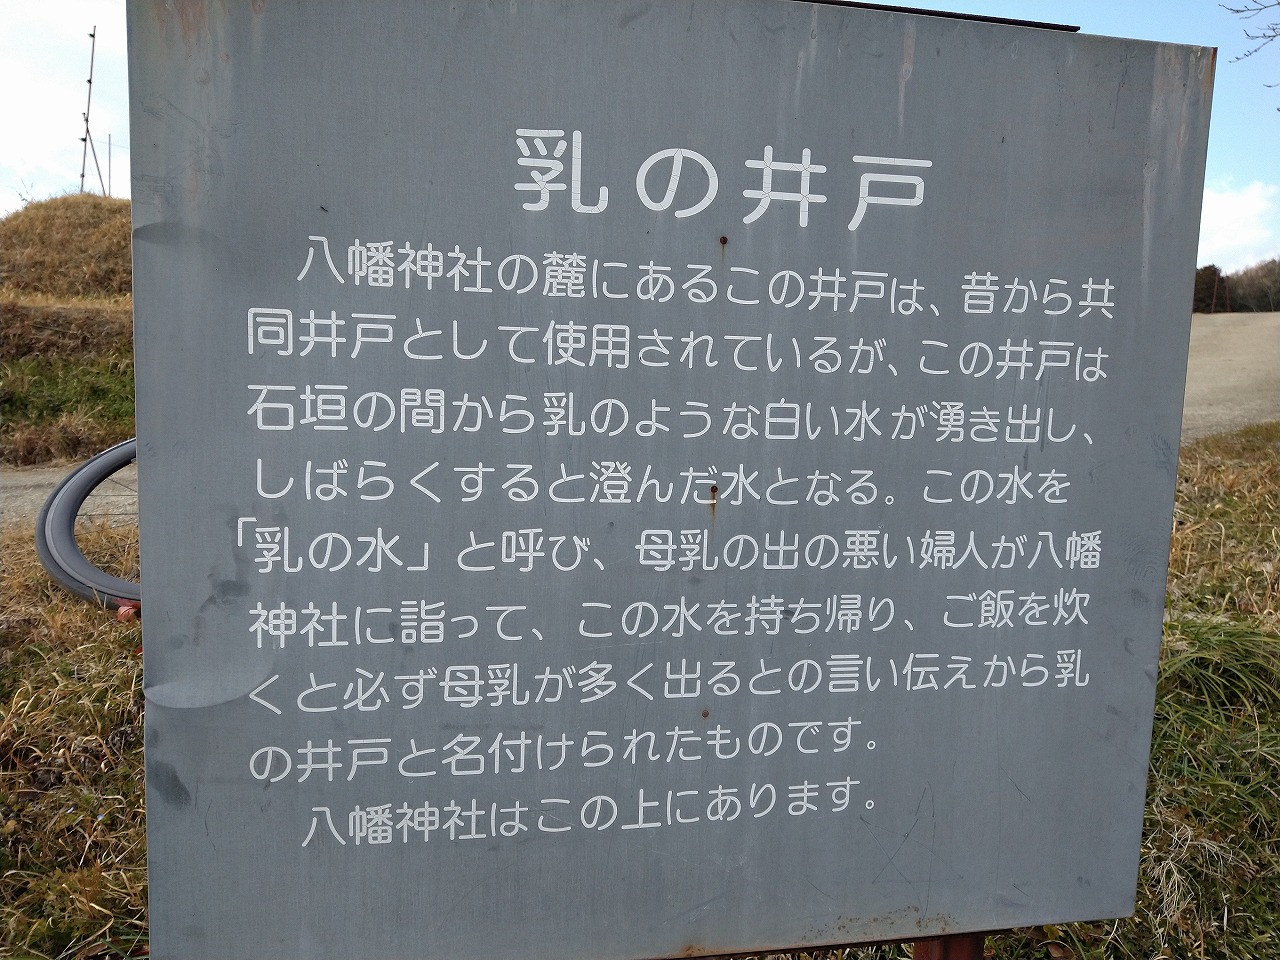 乳の井戸
八幡神社の麓にあるこの井戸は、昔から共
同井戸として使用されているが、この井戸は
石垣の間から乳のような白い水が湧き出し、
しばらくすると澄んだ水となる。この水を
「乳の水」と呼び、母乳の出の悪い婦人が八幡
神社に詣って、この水を持ち帰り、ご飯を炊
くと必ず母乳が多く出るとの言い伝えから乳
の井戸と名付けられたものです。
八幡神社はこの上にあります。